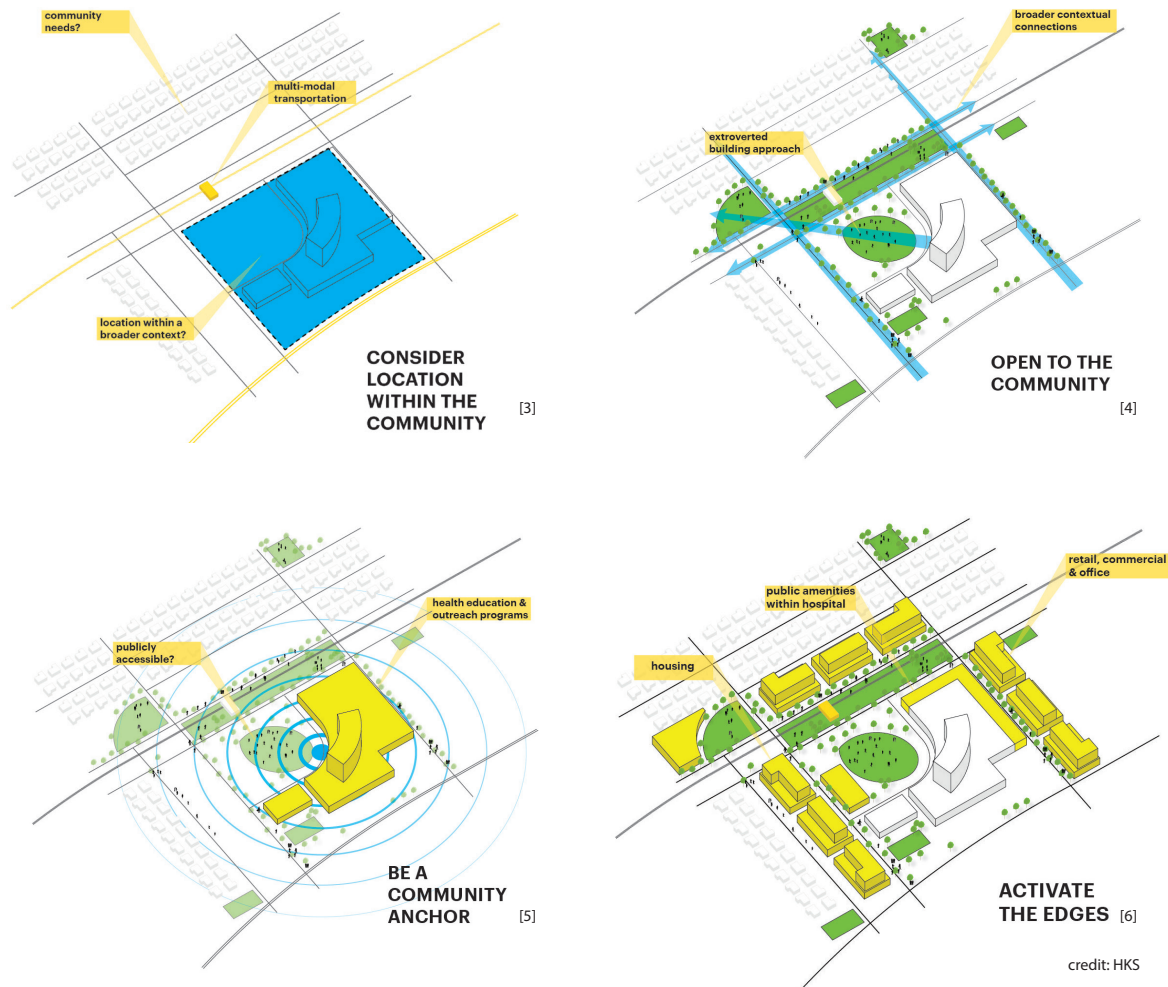 community
needs?
multi-modal
transportation
location within a
broader context?
CONSIDER
LOCATION
WITHIN THE
COMMUNITY
[3]
broader contextual
connections
extroverted
building approach
OPEN TO THE
COMMUNITY
[4]
health education &
outreach programs
publicly
accessible?
BE A
COMMUNITY
ANCHOR
[5]
retail, commercial
& office
public amenities
within hospital
housing
ACTIVATE
THE EDGES
[6]
credit: HKS